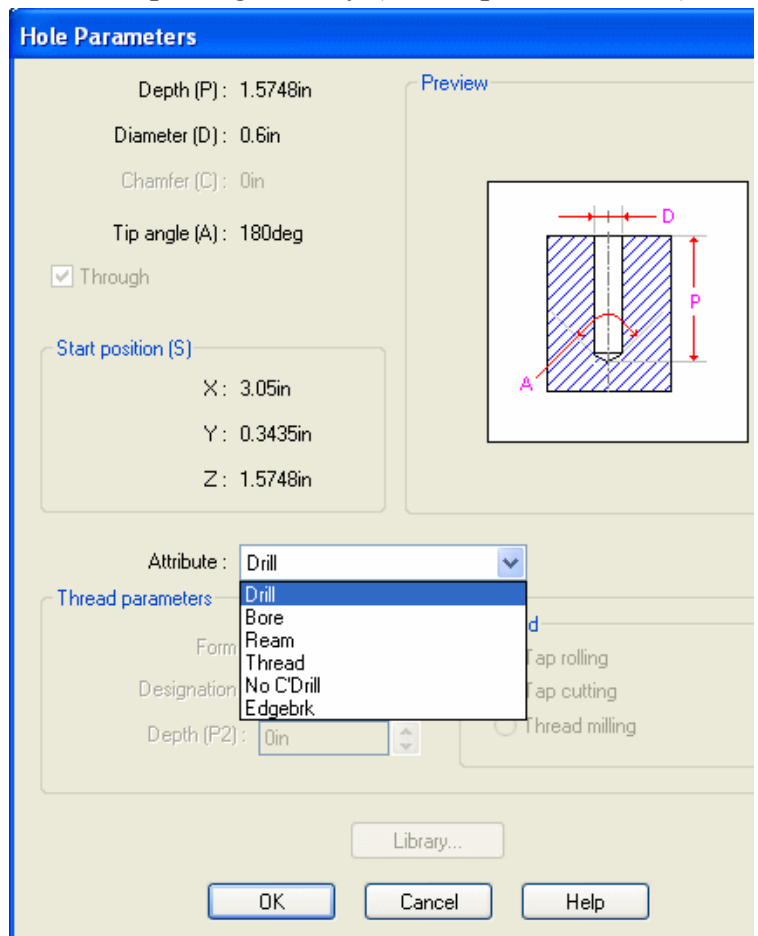 Hole Parameters
Depth (P) : 1.5748in
Preview
Diameter (D) : 0.6in
Chamfer (C) : 0in
Tip angle (A) : 180deg
Through
D
P
A
Start position (S)
X : 3.05in
Y : 0.3435in
Z : 1.5748in
Attribute : Drill
Thread parameters
Drill
Bore
Ream
Thread
No C'Drill
Edgebrk
Form
Designation
Depth (P2) : 0in
d
Tap rolling
Tap cutting
Thread milling
Library...
OK Cancel Help